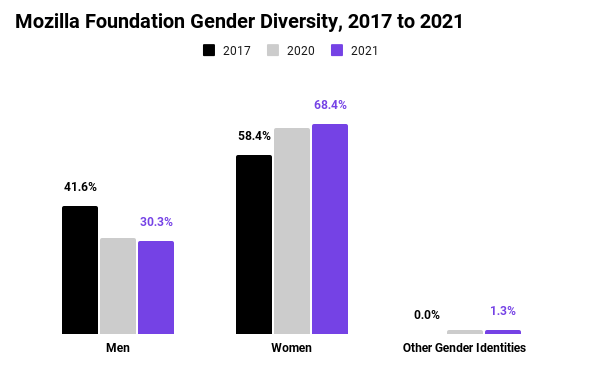 Mozilla Foundation Gender Diversity, 2017 to 2021
2017 2020 2021
68.4%
58.4%
41.6%
30.3%
1.3%
0.0%
Men Women Other Gender Identities